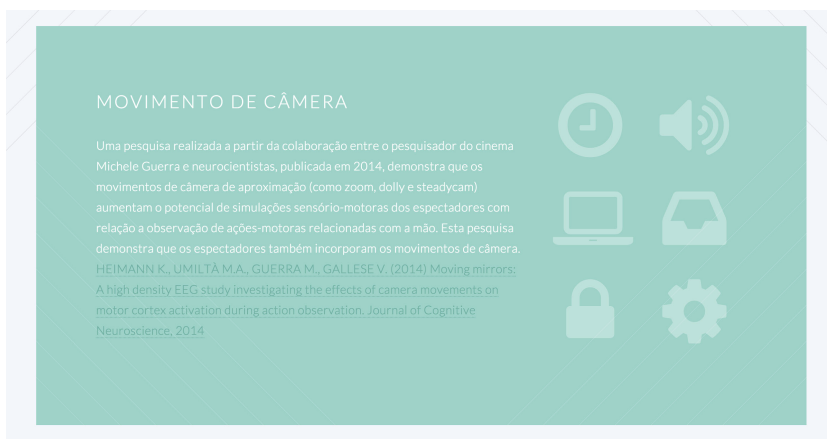 MOVIMENTO DE CÂMERA
Uma pesquisa realizada a partir da colaboração entre o pesquisador do cinema
Michele Guerra e neurocientistas, publicada em 2014, demonstra que os
movimentos de câmera de aproximação (como zoom, dolly e steadycam)
aumentam o potencial de simulações sensório-motoras dos espectadores com
relação a observação de ações-motoras relacionadas com a mão. Esta pesquisa
demonstra que os espectadores também incorporam os movimentos de câmera.
HEIMANN K., UMILTÀ M.A., GUERRA M., GALLESE V. (2014) Moving mirrors:
A high density EEG study investigating the effects of camera movements on
motor cortex activation during action observation. Journal of Cognitive
Neuroscience, 2014